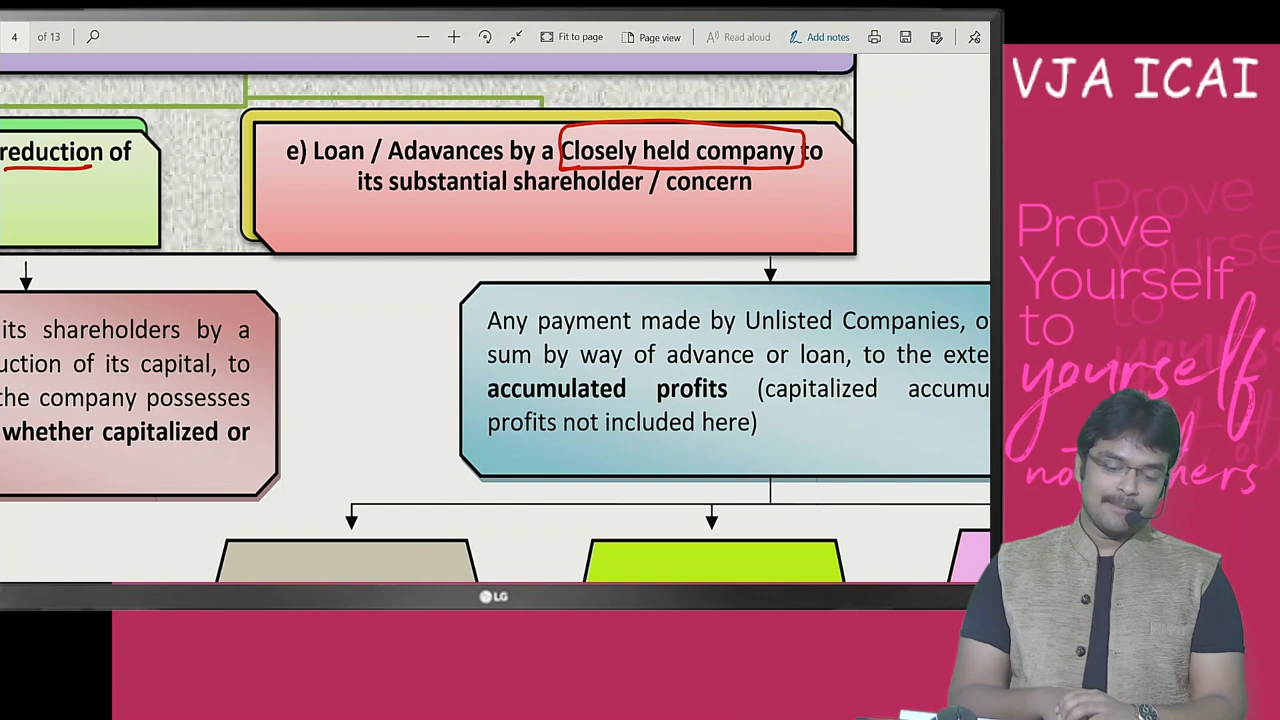 4 of 13
Fit to page
Page view
Read aloud
Add notes
VJA ICAI
reduction of
e) Loan / Adavances by a Closely held company to
its substantial shareholder / concern
its shareholders by a
uction of its capital, to
the company possesses
whether capitalized or
Any payment made by Unlisted Companies, o
sum by way of advance or loan, to the exte
accumulated profits (capitalized accumu
profits not included here)
Prove
Yourself
to
yourself
LG